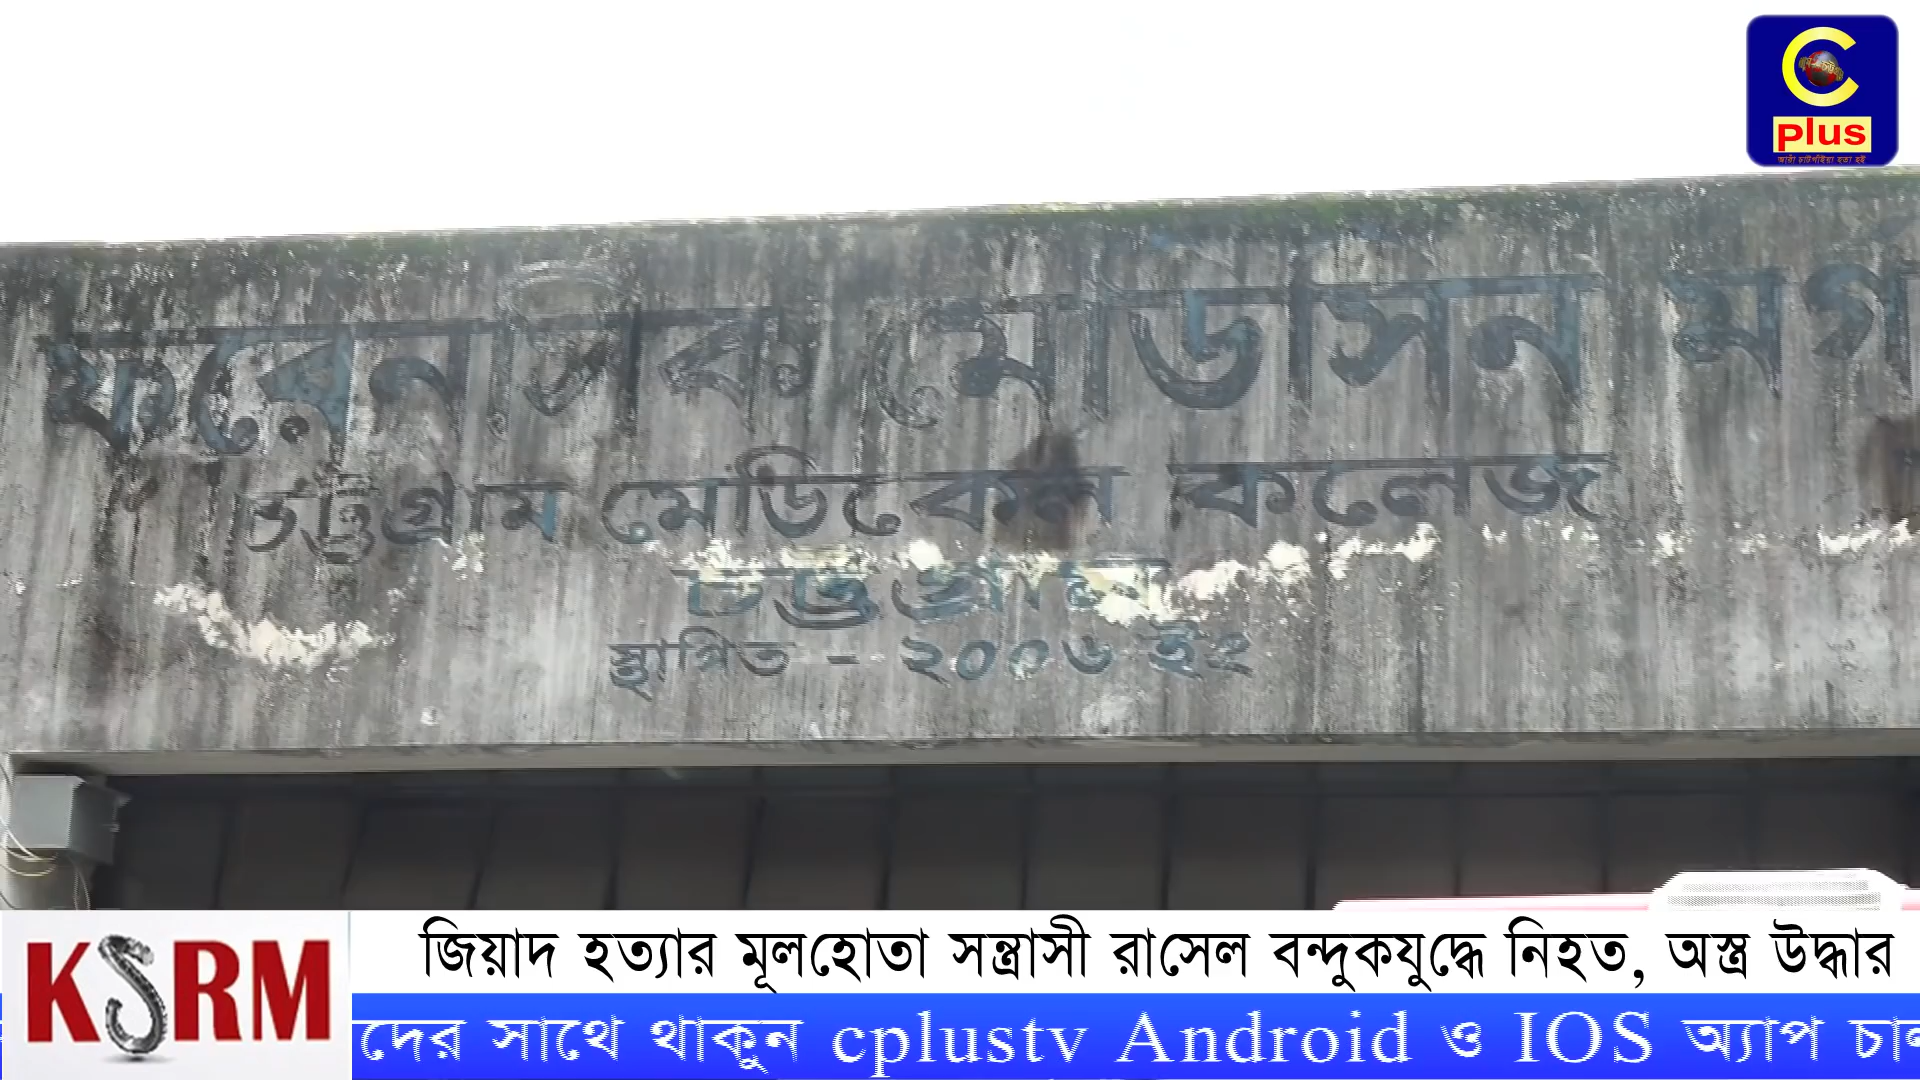 C
plus
ফরেনসিক মেডিসিন মর্গ
চট্টগ্রাম মেডিকেল কলেজ
চট্টগ্রাম
স্থাপিত - ২০০৬ ইং
KSRM
জিয়াদ হত্যার মূলহোতা সন্ত্রাসী রাসেল বন্দুকযুদ্ধে নিহত, অস্ত্র উদ্ধার
দের সাথে থাকুন cplustv Android ও IOS অ্যাপ